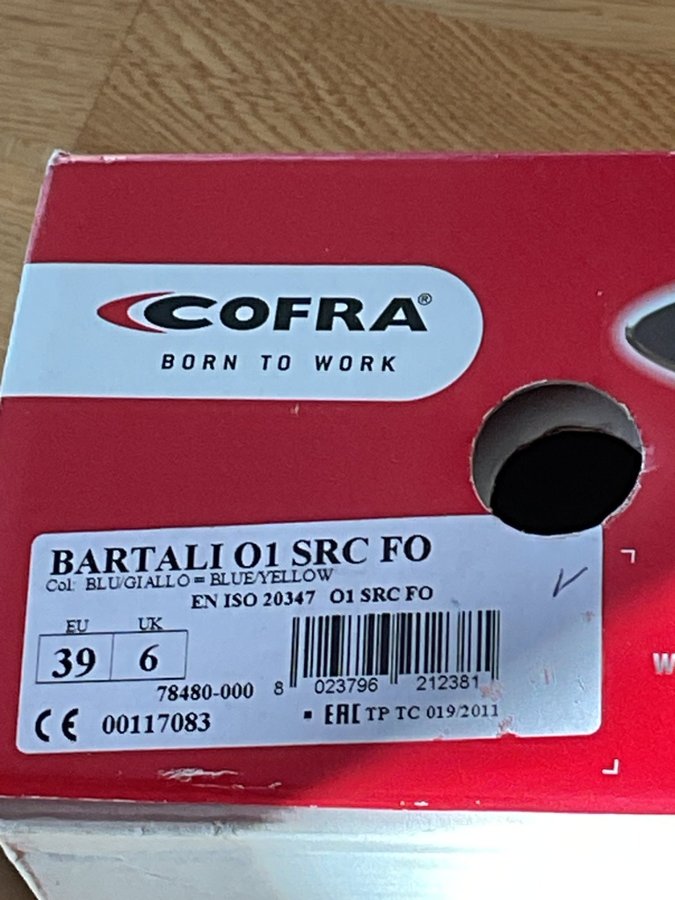 COFRA®
BORN TO WORK
BARTALI O1 SRC FO
Col: BLU/GIALLO = BLUE/YELLOW
EN ISO 20347 O1 SRC FO
EU UK
39 6
78480-000 8 023796 212381
CE 00117083 ▪ EAC TP TC 019/2011
W